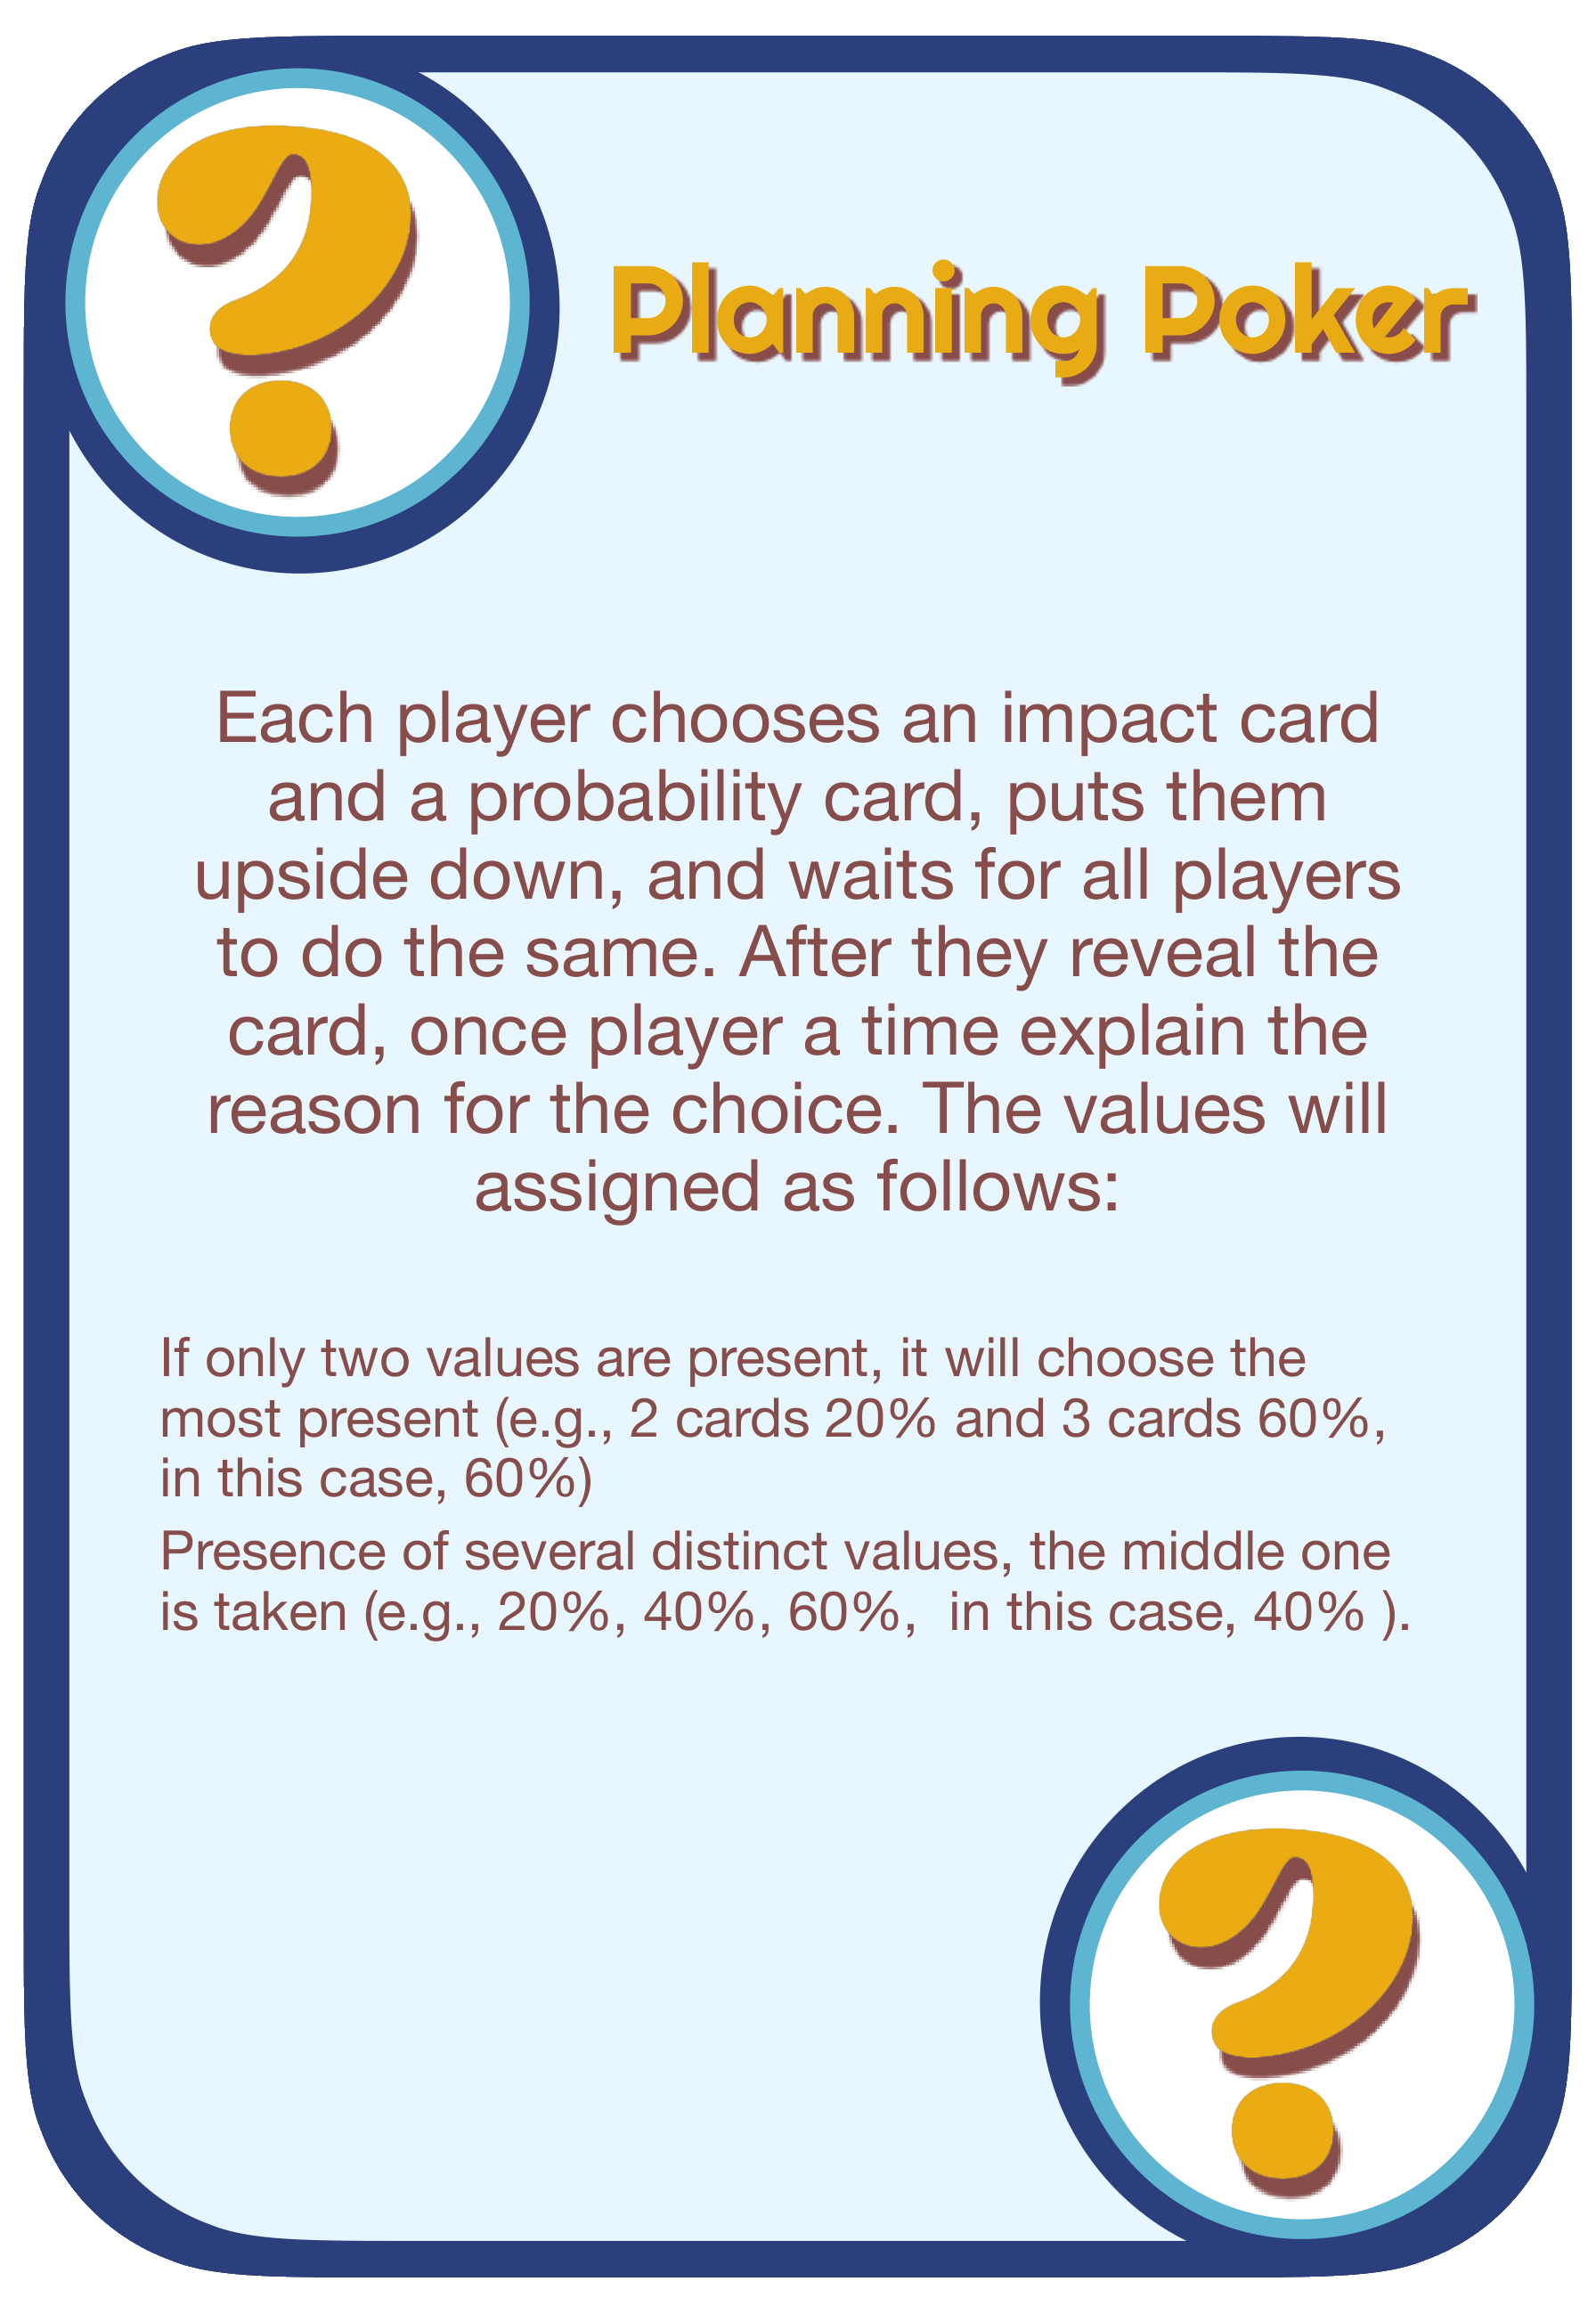 ?
Planning Poker
Each player chooses an impact card
and a probability card, puts them
upside down, and waits for all players
to do the same. After they reveal the
card, once player a time explain the
reason for the choice. The values will
assigned as follows:
If only two values are present, it will choose the
most present (e.g., 2 cards 20% and 3 cards 60%,
in this case, 60%)
Presence of several distinct values, the middle one
is taken (e.g., 20%, 40%, 60%,  in this case, 40% ).
?